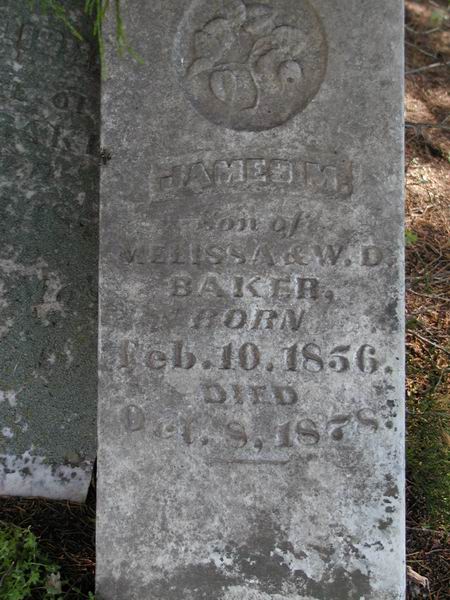 JAMES M.
son of
MELISSA & W. D.
BAKER,
BORN
Feb. 10. 1856.
DIED
Oct. 8, 1878.